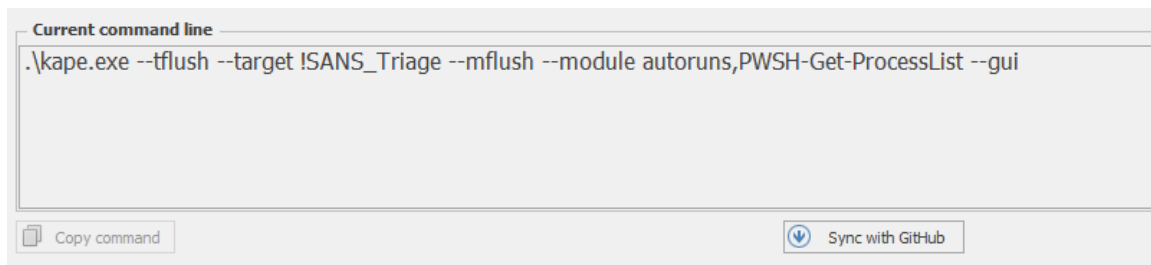 Current command line
.\kape.exe --tflush --target !SANS_Triage --mflush --module autoruns,PWSH-Get-ProcessList --gui
Copy command
Sync with GitHub